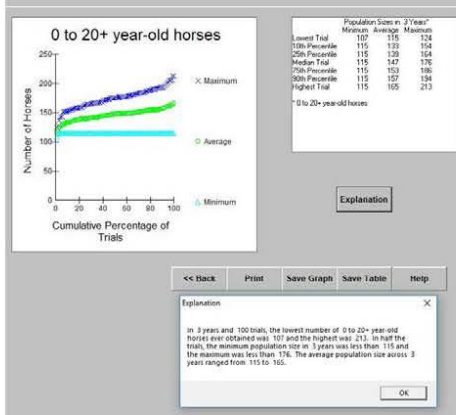 0 to 20+ year-old horses
250
200
150
100
50
0
Number of Horses
0 20 40 60 80 100
Cumulative Percentage of
Trials
Maximum
Average
Minimum
Population Sizes in 3 Years*
Minimum Average Maximum
Lowest Trial 107 115 124
10th Percentile 115 133 154
25th Percentile 115 139 164
Median Trial 115 147 176
75th Percentile 115 153 186
90th Percentile 115 157 194
Highest Trial 115 165 213
* 0 to 20+ year-old horses
Explanation
<< Back Print Save Graph Save Table Help
Explanation
In 3 years and 100 trials, the lowest number of 0 to 20+ year-old
horses ever obtained was 107 and the highest was 213. In half the
trials, the minimum population size in 3 years was less than 115 and
the maximum was less than 176. The average population size across 3
years ranged from 115 to 165.
OK